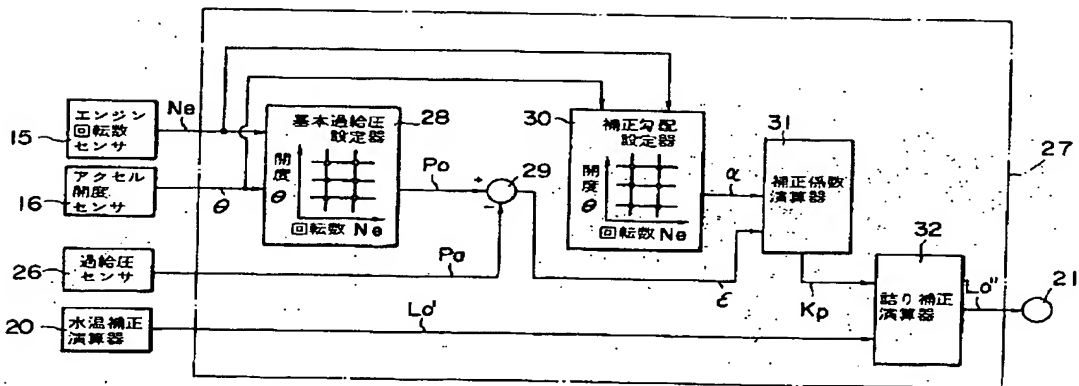 エンジン
回転数
センサ
15
Ne
アクセル
開度
センサ
16
θ
過給圧
センサ
26
水温補正
演算器
20
基本過給圧
設定器
28
開
度
θ
回転数 Ne
Po
+
−
29
Pa
30
補正勾配
設定器
開
度
θ
回転数 Ne
α
ε
31
補正係数
演算器
Kp
27
32
詰り補正
演算器
Lo'
Lo"
21